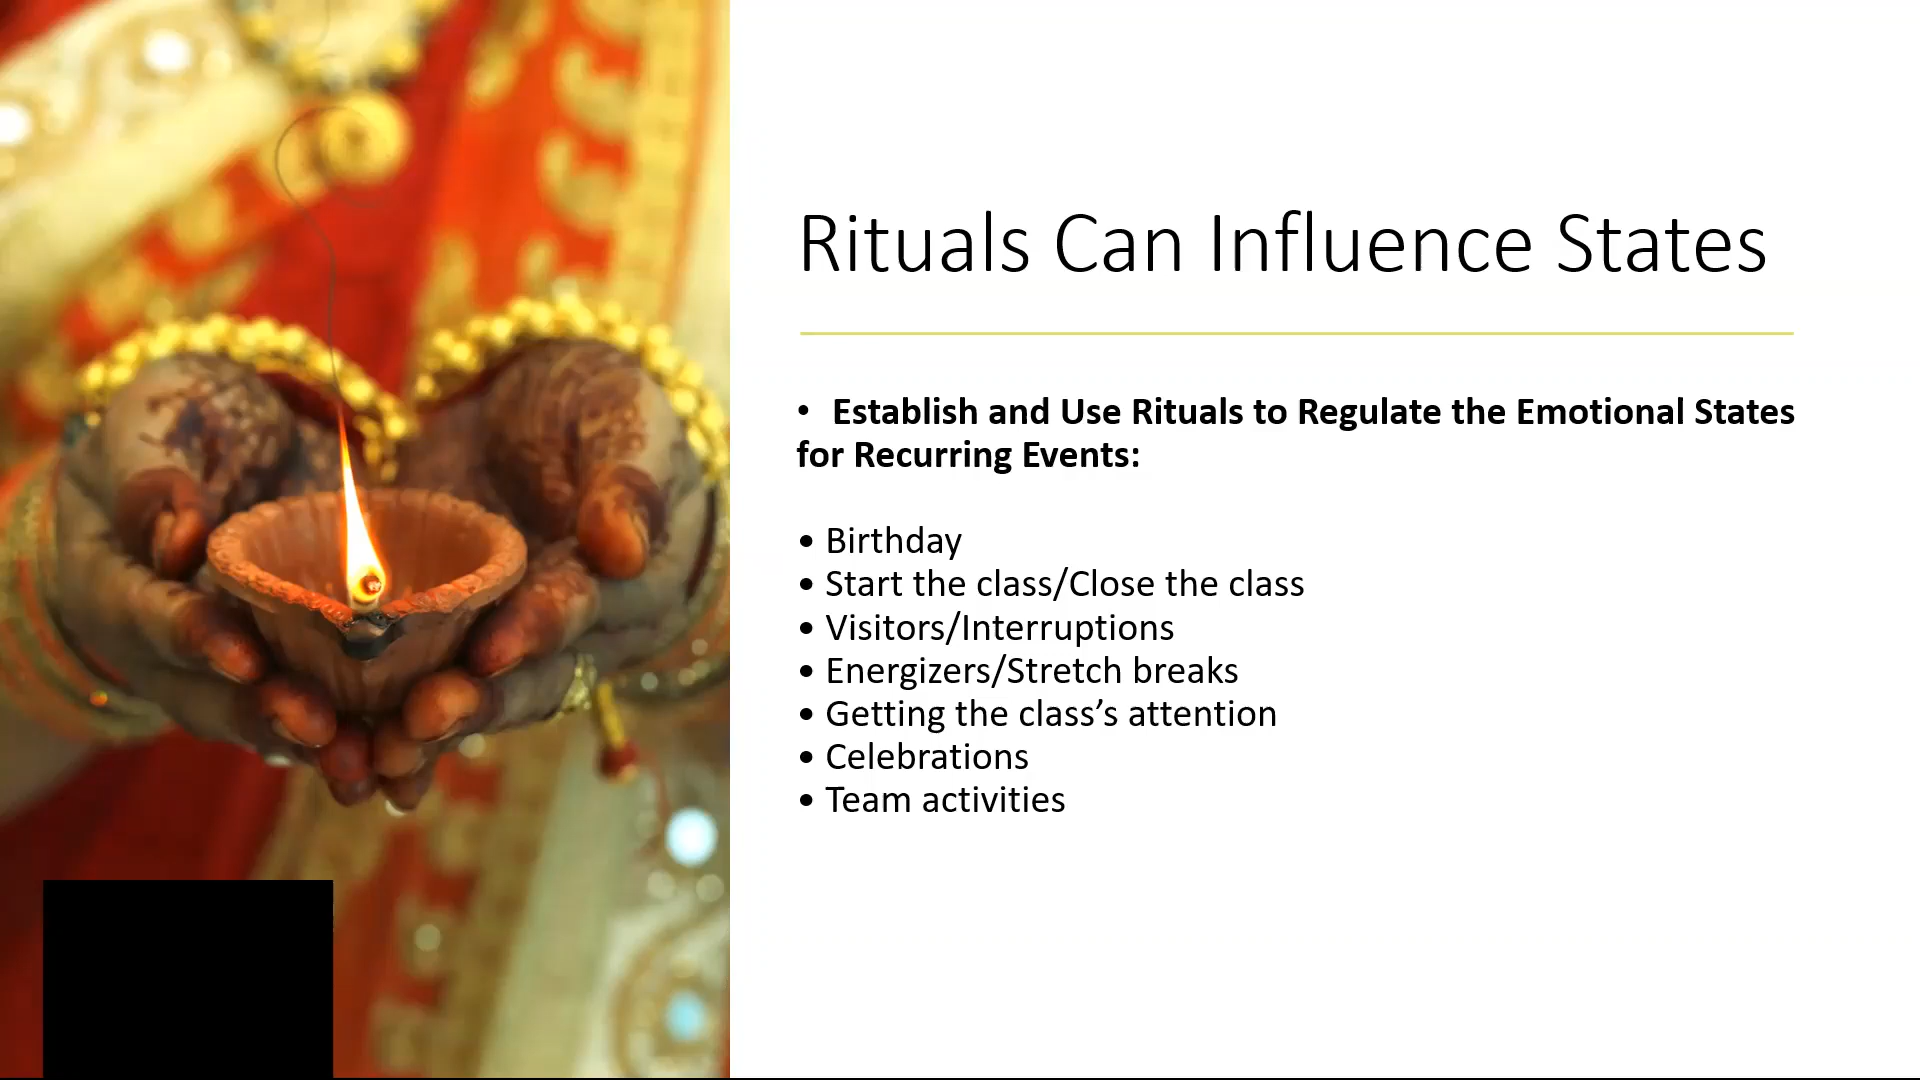 Rituals Can Influence States
• Establish and Use Rituals to Regulate the Emotional States
for Recurring Events:
• Birthday
• Start the class/Close the class
• Visitors/Interruptions
• Energizers/Stretch breaks
• Getting the class’s attention
• Celebrations
• Team activities